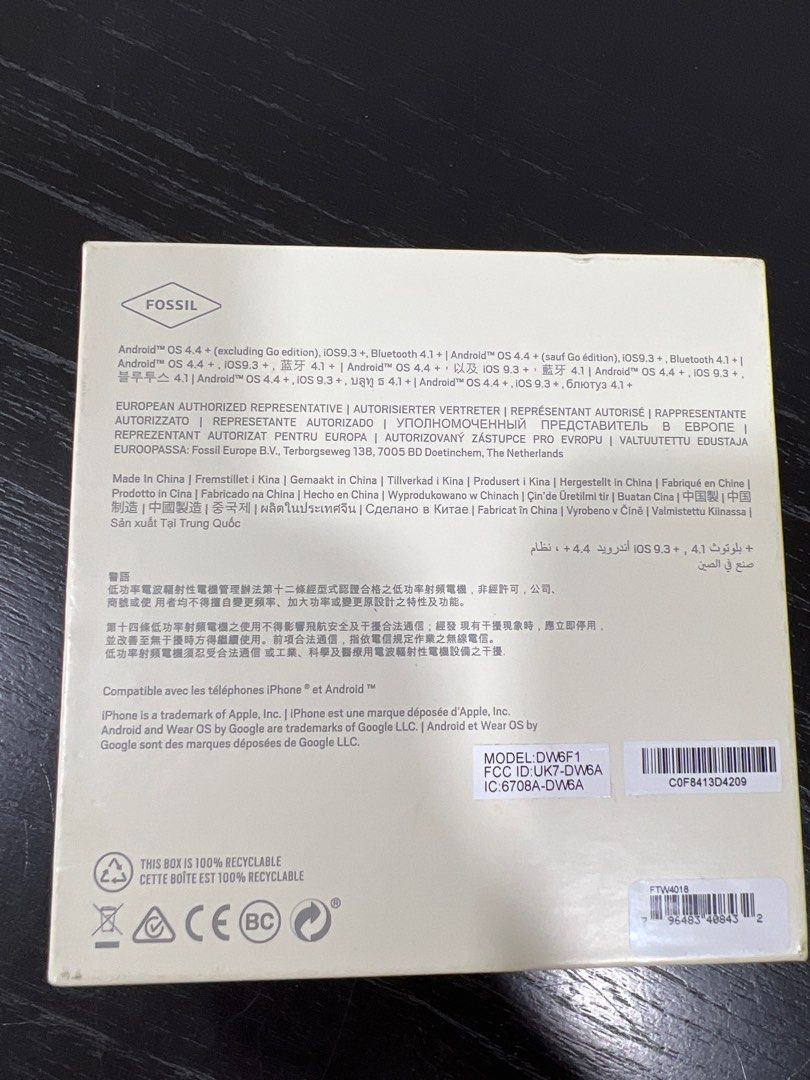 FOSSIL
Android™ OS 4.4 + (excluding Go edition), iOS9.3 +, Bluetooth 4.1 + | Android™ OS 4.4 + (sauf Go édition), iOS9.3 + , Bluetooth 4.1 + |
Android™ OS 4.4 + , iOS9.3 + , 蓝牙 4.1 + | Android™ OS 4.4 +，以及 iOS 9.3 +，藍牙 4.1 | Android™ OS 4.4 + , iOS 9.3 + ,
블루투스 4.1 | Android™ OS 4.4 + , iOS 9.3 + , บลูทู ธ 4.1 + | Android™ OS 4.4 + , iOS 9.3 + , блютуз 4.1 +
EUROPEAN AUTHORIZED REPRESENTATIVE | AUTORISIERTER VERTRETER | REPRÉSENTANT AUTORISÉ | RAPPRESENTANTE
AUTORIZZATO | REPRESETANTE AUTORIZADO | УПОЛНОМОЧЕННЫЙ ПРЕДСТАВИТЕЛЬ В ЕВРОПЕ |
REPREZENTANT AUTORIZAT PENTRU EUROPA | AUTORIZOVANÝ ZÁSTUPCE PRO EVROPU | VALTUUTETTU EDUSTAJA
EUROOPASSA: Fossil Europe B.V., Terborgseweg 138, 7005 BD Doetinchem, The Netherlands
Made In China | Fremstillet i Kina | Gemaakt in China | Tillverkad i Kina | Produsert i Kina | Hergestellt in China | Fabriqué en Chine |
Prodotto in Cina | Fabricado na China | Hecho en China | Wyprodukowano w Chinach | Çin'de Üretilmi tir | Buatan Cina | 中国製 | 中国
制造 | 中國製造 | 중국제 | ผลิตในประเทศจีน | Сделано в Китае | Fabricat în China | Vyrobeno v Číně | Valmistettu Kiinassa |
Sản xuất Tại Trung Quốc
+ بلوتوث 4.1 , + iOS 9.3 أندرويد 4.4 + ، نظام
صنع في الصين
警語
低功率電波輻射性電機管理辦法第十二條經型式認證合格之低功率射頻電機，非經許可，公司、
商號或使 用者均不得擅自變更頻率、加大功率或變更原設計之特性及功能。
第十四條低功率射頻電機之使用不得影響飛航安全及干擾合法通信；經發 現有干擾現象時，應立即停用，
並改善至無干擾時方得繼續使用。前項合法通信，指依電信規定作業之無線電信。
低功率射頻電機須忍受合法通信 或工業、科學及醫療用電波輻射性電機設備之干擾.
Compatible avec les téléphones iPhone ® et Android ™
iPhone is a trademark of Apple, Inc. | iPhone est une marque déposée d'Apple, Inc.
Android and Wear OS by Google are trademarks of Google LLC. | Android et Wear OS by
Google sont des marques déposées de Google LLC.
MODEL:DW6F1
FCC ID:UK7-DW6A
IC:6708A-DW6A
C0F8413D4209
THIS BOX IS 100% RECYCLABLE
CETTE BOÎTE EST 100% RECYCLABLE
CE BC ®
FTW4018
7 96483 40843 2